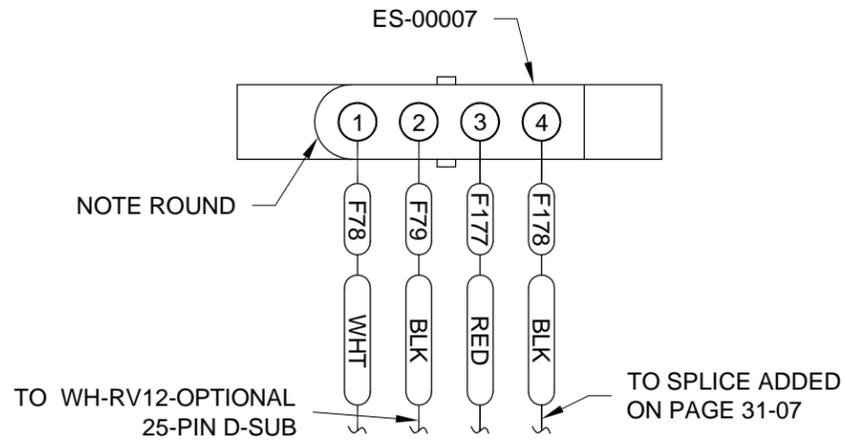 ES-00007
1 2 3 4
NOTE ROUND
F78 F79 F177 F178
WHT BLK RED BLK
TO WH-RV12-OPTIONAL
25-PIN D-SUB
TO SPLICE ADDED
ON PAGE 31-07